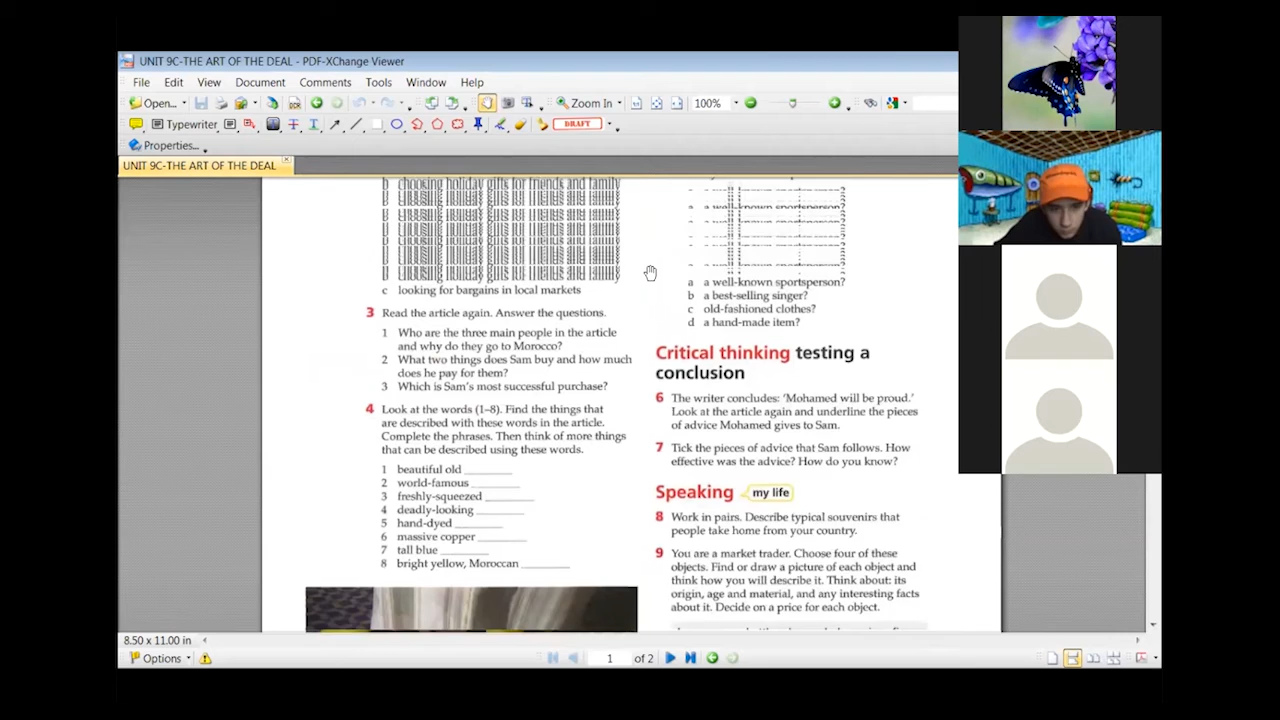 UNIT 9C-THE ART OF THE DEAL - PDF-XChange Viewer
File Edit View Document Comments Tools Window Help
Open... Zoom In 100%
Typewriter DRAFT
Properties...
UNIT 9C-THE ART OF THE DEAL
b choosing holiday gifts for friends and family
c looking for bargains in local markets
3 Read the article again. Answer the questions.
1 Who are the three main people in the article
and why do they go to Morocco?
2 What two things does Sam buy and how much
does he pay for them?
3 Which is Sam's most successful purchase?
4 Look at the words (1–8). Find the things that
are described with these words in the article.
Complete the phrases. Then think of more things
that can be described using these words.
1 beautiful old ________
2 world-famous ________
3 freshly-squeezed ________
4 deadly-looking ________
5 hand-dyed ________
6 massive copper ________
7 tall blue ________
8 bright yellow, Moroccan ________
a a well-known sportsperson?
a a well-known sportsperson?
b a best-selling singer?
c old-fashioned clothes?
d a hand-made item?
Critical thinking testing a
conclusion
6 The writer concludes: 'Mohamed will be proud.'
Look at the article again and underline the pieces
of advice Mohamed gives to Sam.
7 Tick the pieces of advice that Sam follows. How
effective was the advice? How do you know?
Speaking my life
8 Work in pairs. Describe typical souvenirs that
people take home from your country.
9 You are a market trader. Choose four of these
objects. Find or draw a picture of each object and
think how you will describe it. Think about: its
origin, age and material, and any interesting facts
about it. Decide on a price for each object.
8.50 x 11.00 in
Options 1 of 2